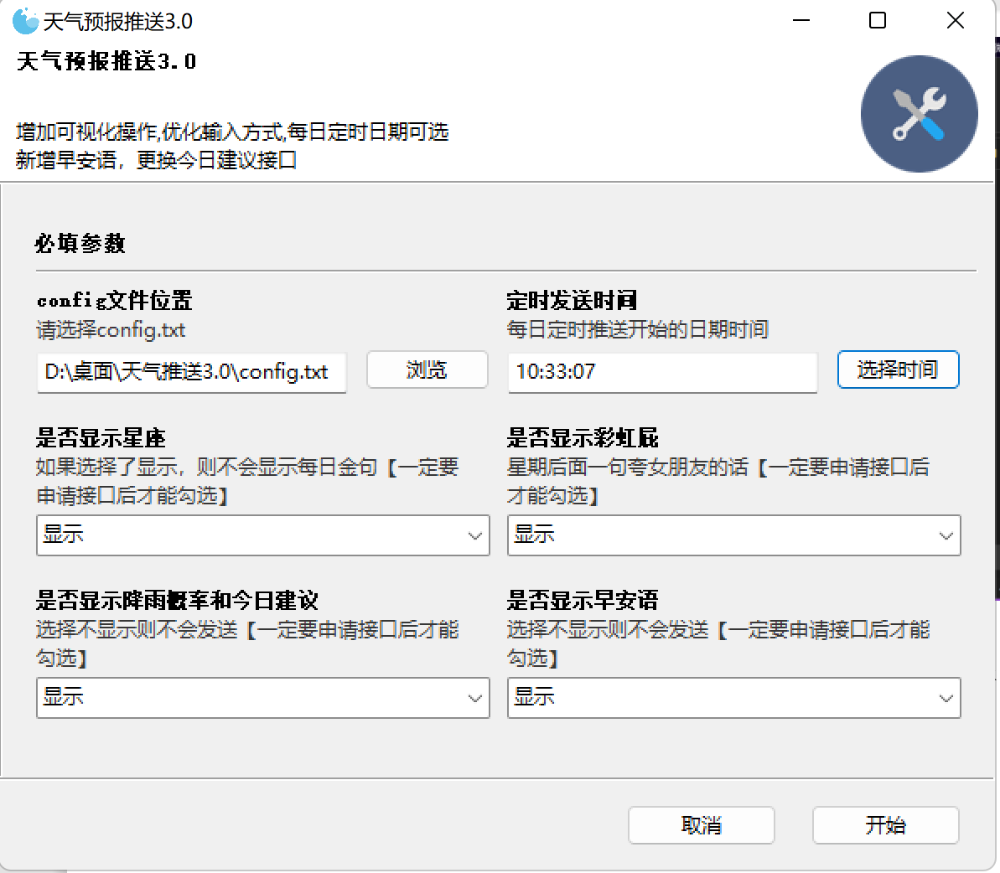 天气预报推送3.0
天气预报推送3.0
增加可视化操作,优化输入方式,每日定时日期可选
新增早安语，更换今日建议接口
必填参数
config文件位置
请选择config.txt
D:\桌面\天气推送3.0\config.txt
浏览
定时发送时间
每日定时推送开始的日期时间
10:33:07
选择时间
是否显示星座
如果选择了显示，则不会显示每日金句【一定要
申请接口后才能勾选】
显示
是否显示彩虹屁
星期后面一句夸女朋友的话【一定要申请接口后
才能勾选】
显示
是否显示降雨概率和今日建议
选择不显示则不会发送【一定要申请接口后才能
勾选】
显示
是否显示早安语
选择不显示则不会发送【一定要申请接口后才能
勾选】
显示
取消
开始